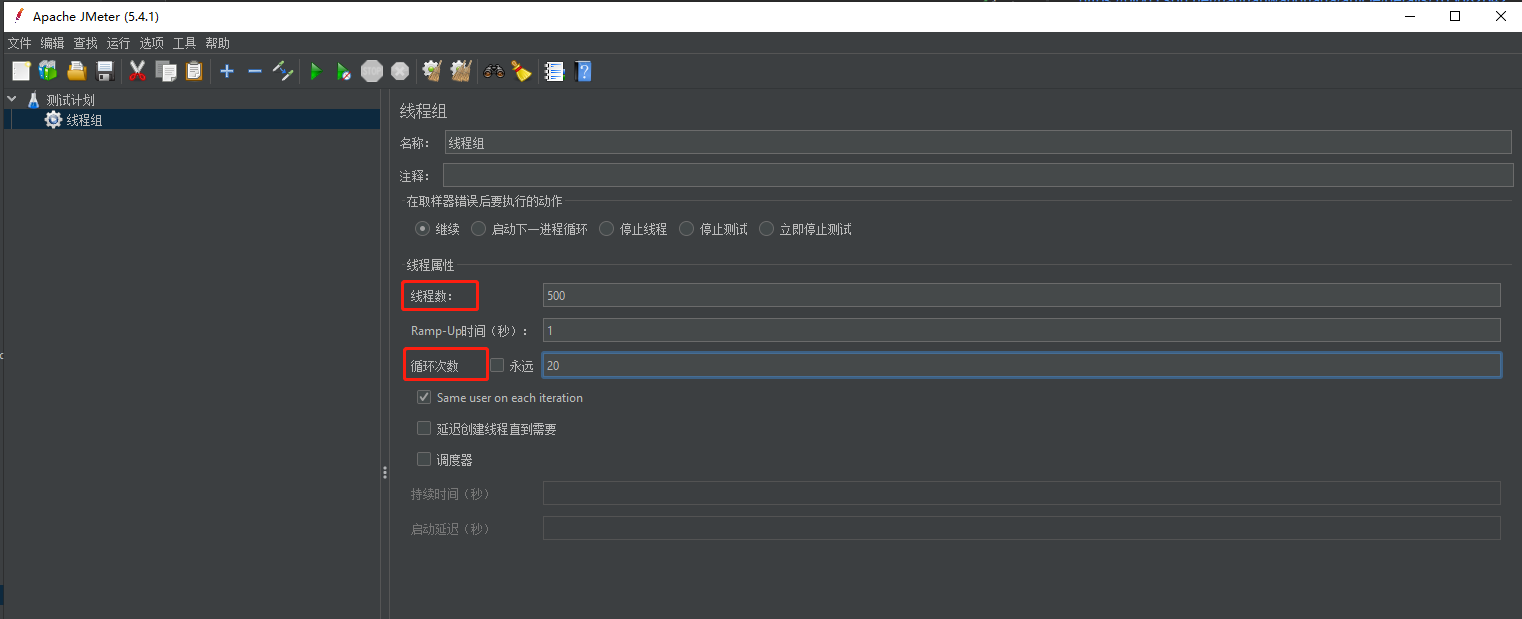 Apache JMeter (5.4.1)
文件 编辑 查找 运行 选项 工具 帮助
STOP
测试计划
线程组
线程组
名称： 线程组
注释：
在取样器错误后要执行的动作
继续 启动下一进程循环 停止线程 停止测试 立即停止测试
线程属性
线程数： 500
Ramp-Up时间（秒）： 1
循环次数 永远 20
Same user on each iteration
延迟创建线程直到需要
调度器
持续时间（秒）
启动延迟（秒）